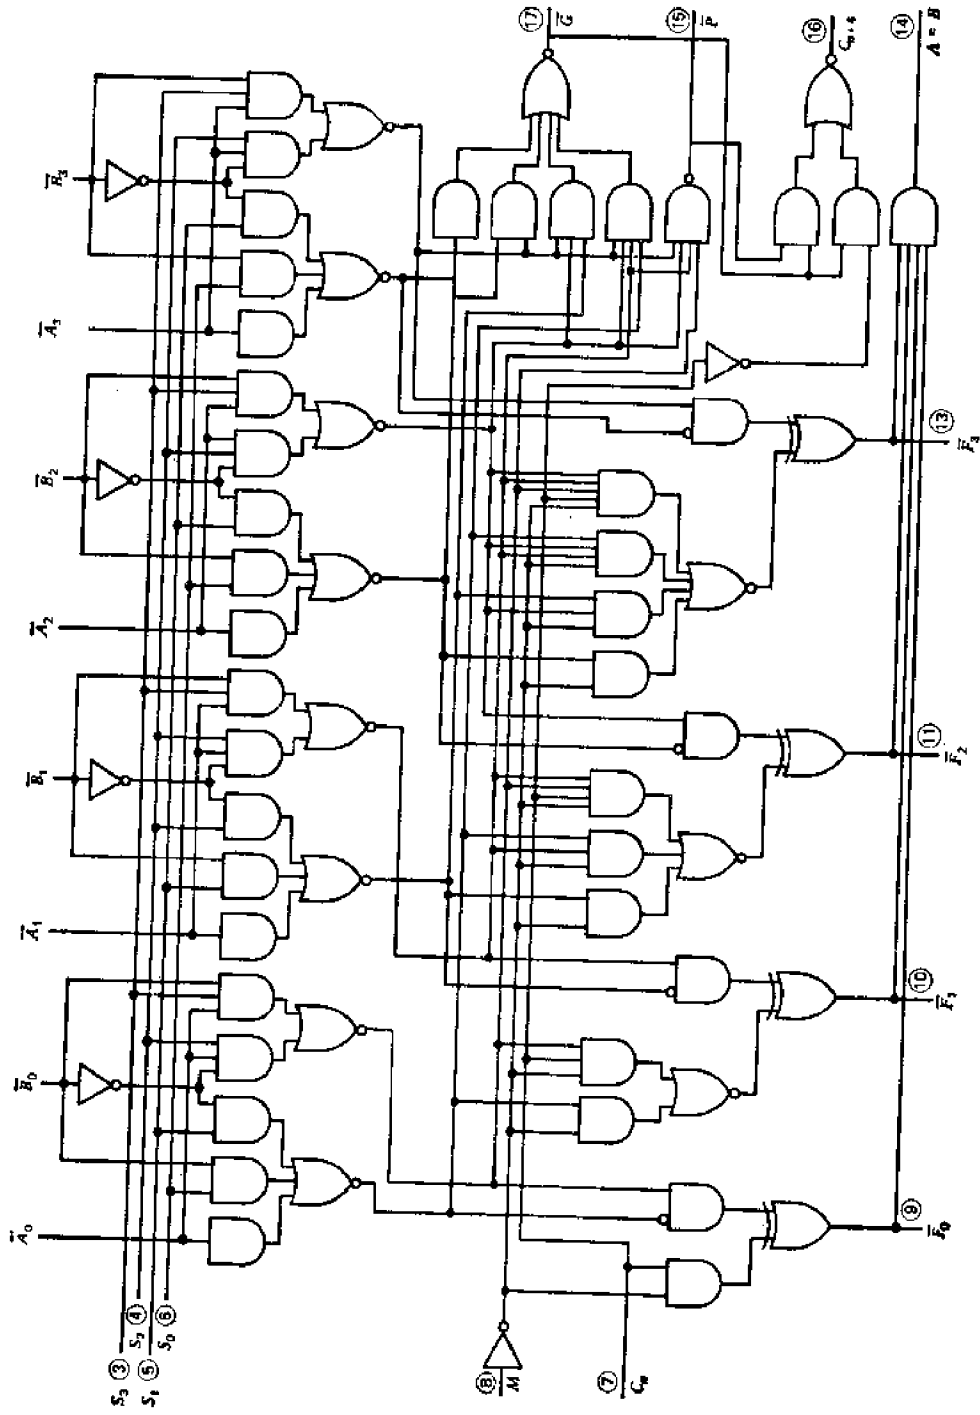 A̅₀
B̅₀
A̅₁
B̅₁
A̅₂
B̅₂
A̅₃
B̅₃
S₃ ③
S₂ ④
S₁ ⑤
S₀ ⑥
⑧ M
⑦ Cₙ
⑰ G̅
⑮ P̅
⑯ Cₙ₊₄
⑭ A = B
⑨ F̅₀
⑩ F̅₁
⑪ F̅₂
⑬ F̅₃